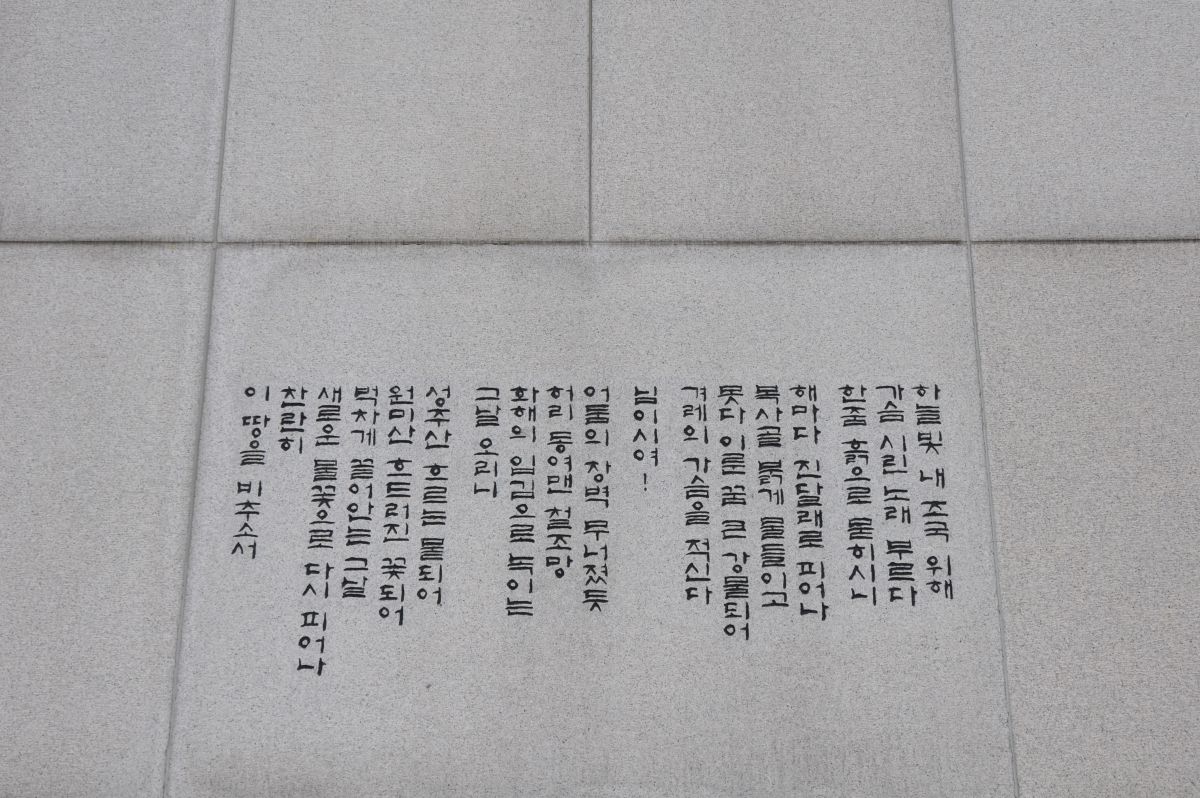 하늘빛 내 조국 위해
가슴 시린 노래 부르다
한줌 흙으로 묻히시니
해마다 진달래로 피어나
복사골 붉게 물들이고
못다 이룬 꿈 큰 강물되어
겨레의 가슴을 적신다
님이시여!
어둠의 장벽 무너졌듯
허리 동여맨 철조망
화해의 입김으로 녹이는
그날 오리니
성주산 흐르는 물되어
원미산 흐드러진 꽃되어
벅차게 끌어안는 그날
새로운 불꽃으로 다시 피어나
찬란히
이 땅을 비추소서